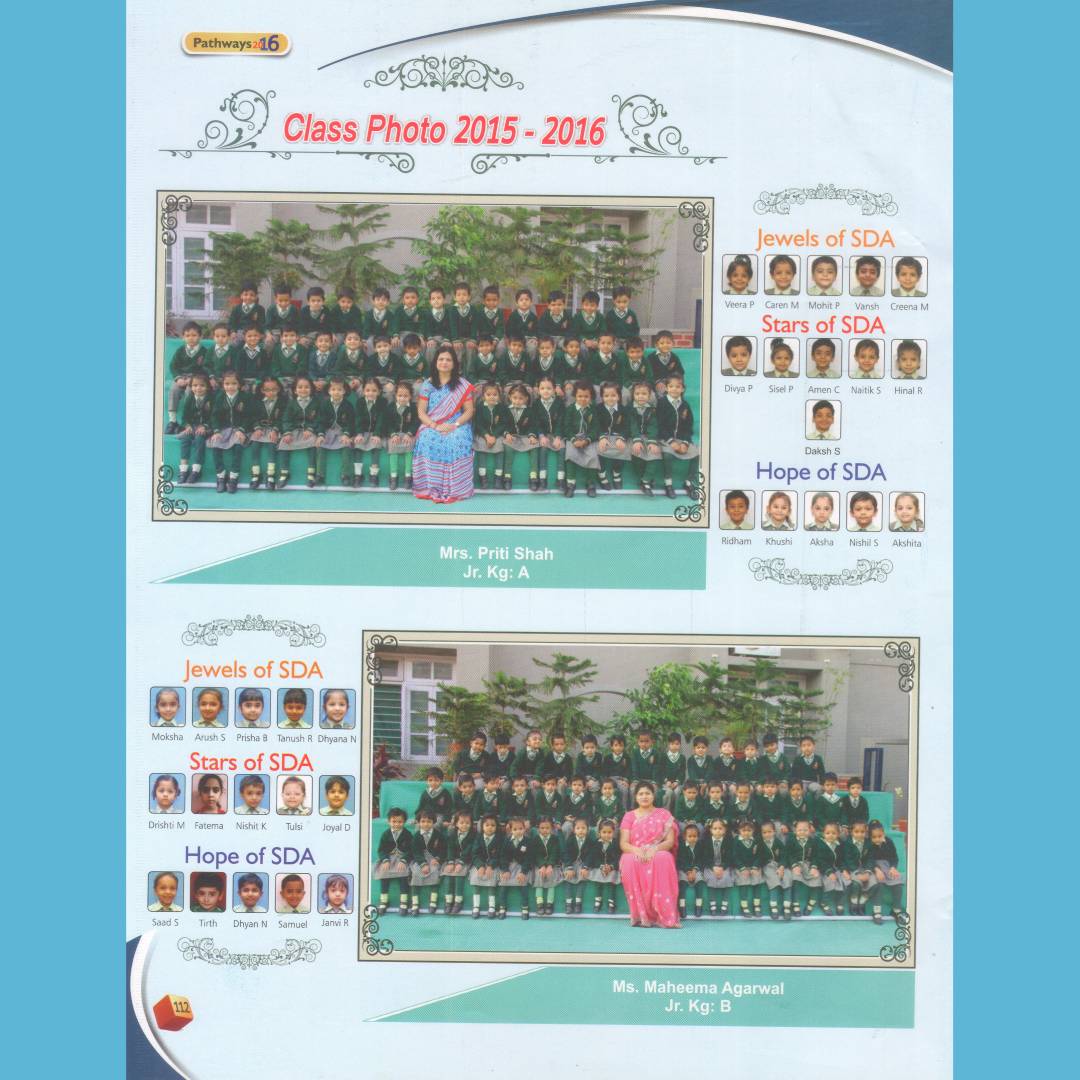 Pathways2016
Class Photo 2015 - 2016
Jewels of SDA
Veera P Caren M Mohit P Vansh Creena M
Stars of SDA
Divya P Sisel P Amen C Naitik S Hinal R
Daksh S
Hope of SDA
Ridham Khushi Aksha Nishil S Akshita
Mrs. Priti Shah
Jr. Kg: A
Jewels of SDA
Moksha Arush S Prisha B Tanush R Dhyana N
Stars of SDA
Drishti M Fatema Nishit K Tulsi Joyal D
Hope of SDA
Saad S Tirth Dhyan N Samuel Janvi R
Ms. Maheema Agarwal
Jr. Kg: B
112